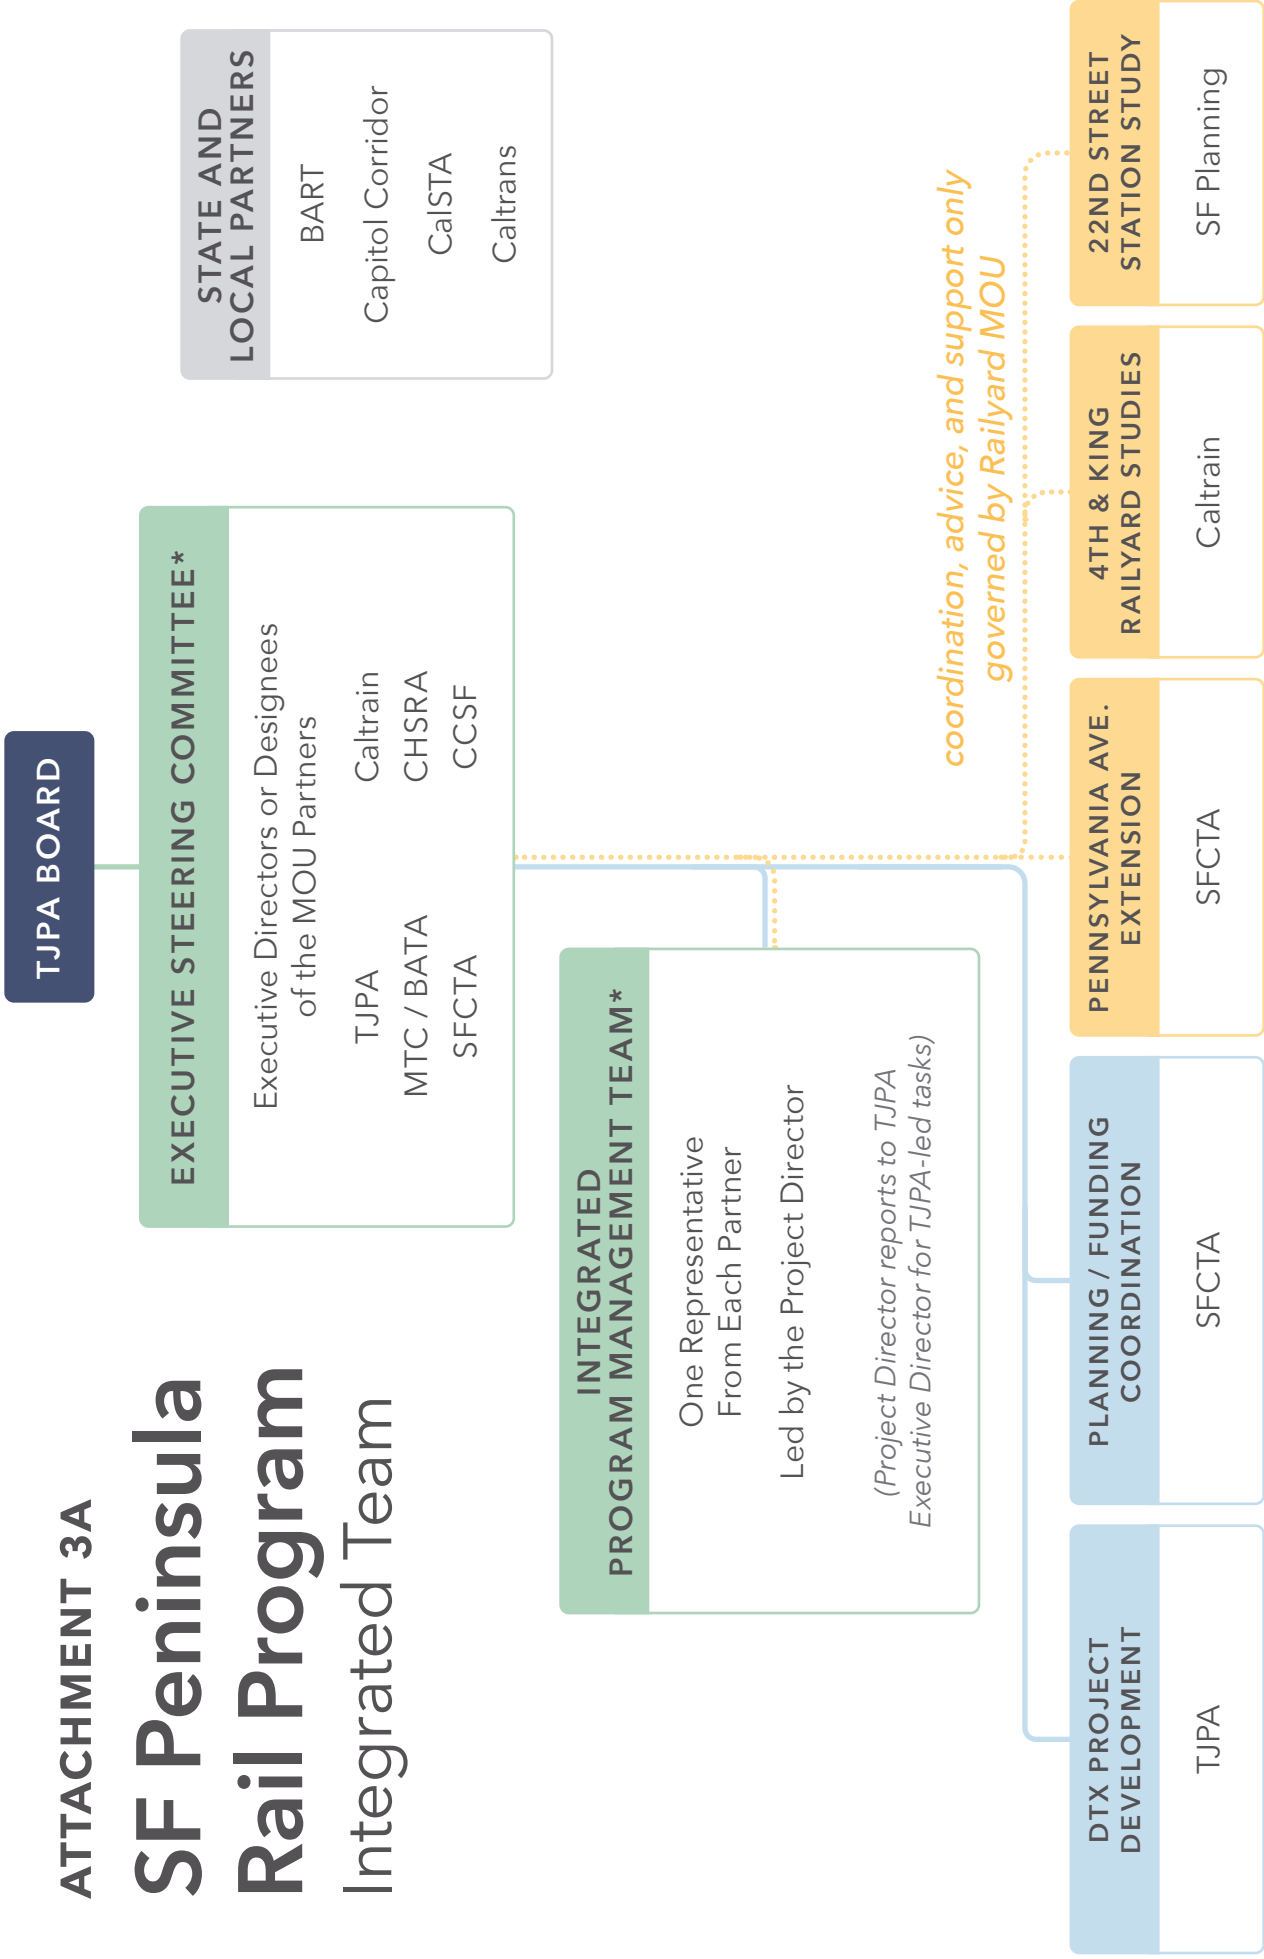 ATTACHMENT 3A
SF Peninsula
Rail Program
Integrated Team
TJPA BOARD
EXECUTIVE STEERING COMMITTEE*
Executive Directors or Designees
of the MOU Partners
TJPA
MTC / BATA
SFCTA
Caltrain
CHSRA
CCSF
STATE AND
LOCAL PARTNERS
BART
Capitol Corridor
CalSTA
Caltrans
INTEGRATED
PROGRAM MANAGEMENT TEAM*
One Representative
From Each Partner
Led by the Project Director
(Project Director reports to TJPA
Executive Director for TJPA-led tasks)
coordination, advice, and support only
governed by Railyard MOU
DTX PROJECT
DEVELOPMENT
TJPA
PLANNING / FUNDING
COORDINATION
SFCTA
PENNSYLVANIA AVE.
EXTENSION
SFCTA
4TH & KING
RAILYARD STUDIES
Caltrain
22ND STREET
STATION STUDY
SF Planning